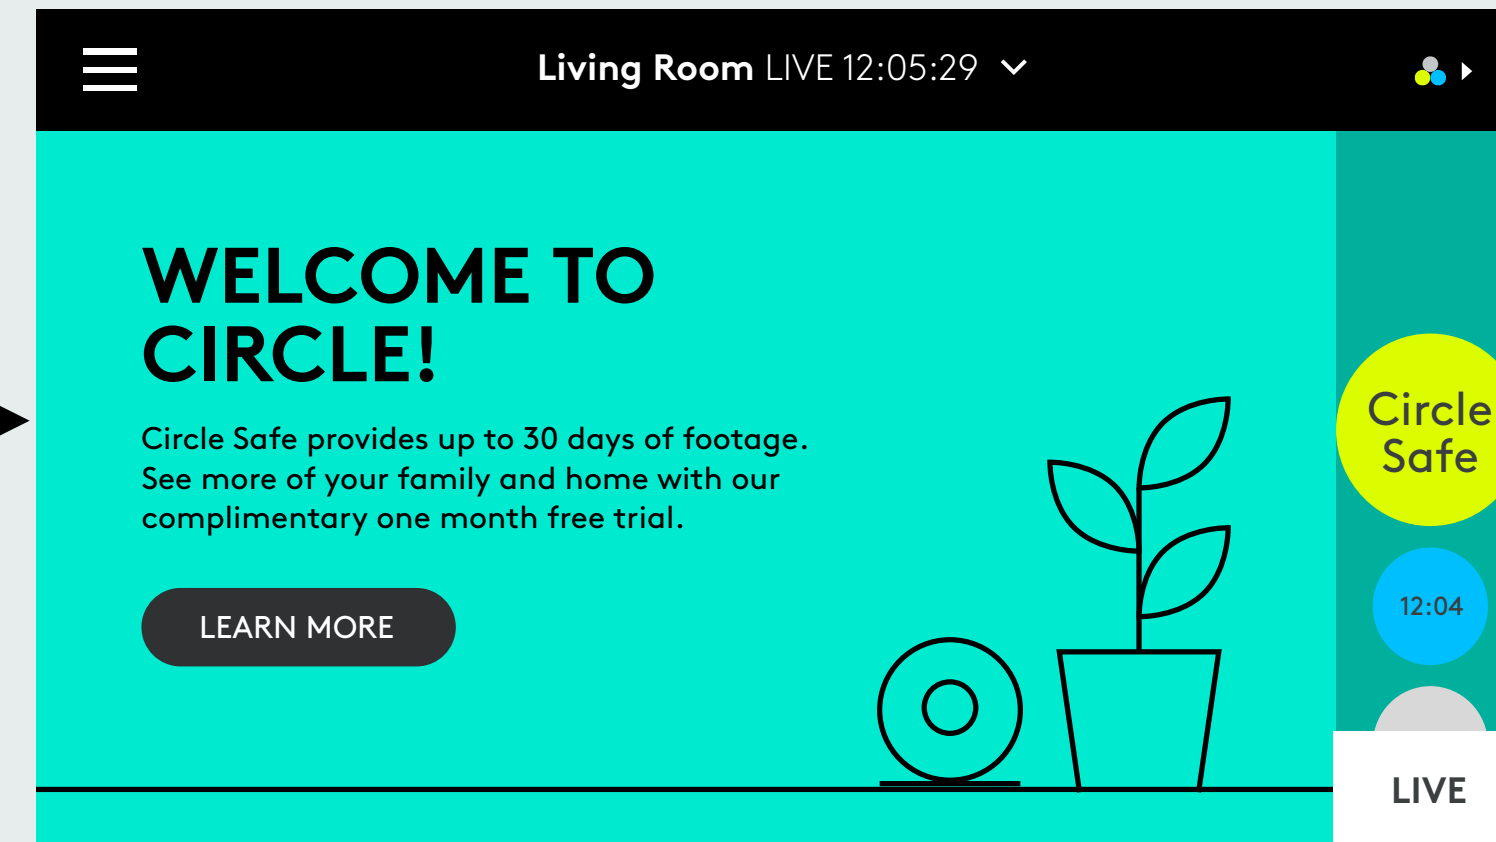 Living Room LIVE 12:05:29
WELCOME TO
CIRCLE!
Circle Safe provides up to 30 days of footage.
See more of your family and home with our
complimentary one month free trial.
LEARN MORE
Circle
Safe
12:04
LIVE